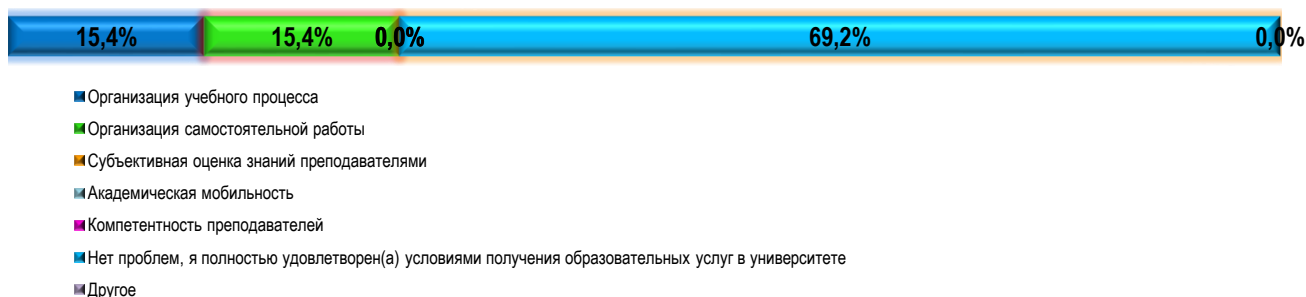 15,4% 15,4% 0,0% 69,2% 0,0%
Организация учебного процесса
Организация самостоятельной работы
Субъективная оценка знаний преподавателями
Академическая мобильность
Компетентность преподавателей
Нет проблем, я полностью удовлетворен(а) условиями получения образовательных услуг в университете
Другое